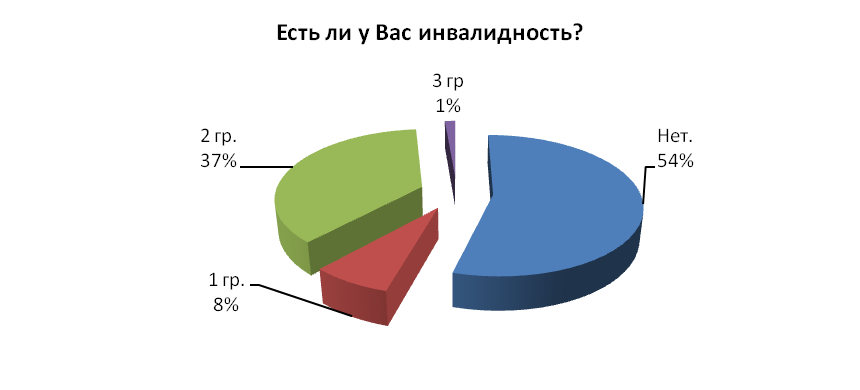 Есть ли у Вас инвалидность?
3 гр
1%
2 гр.
37%
Нет.
54%
1 гр.
8%